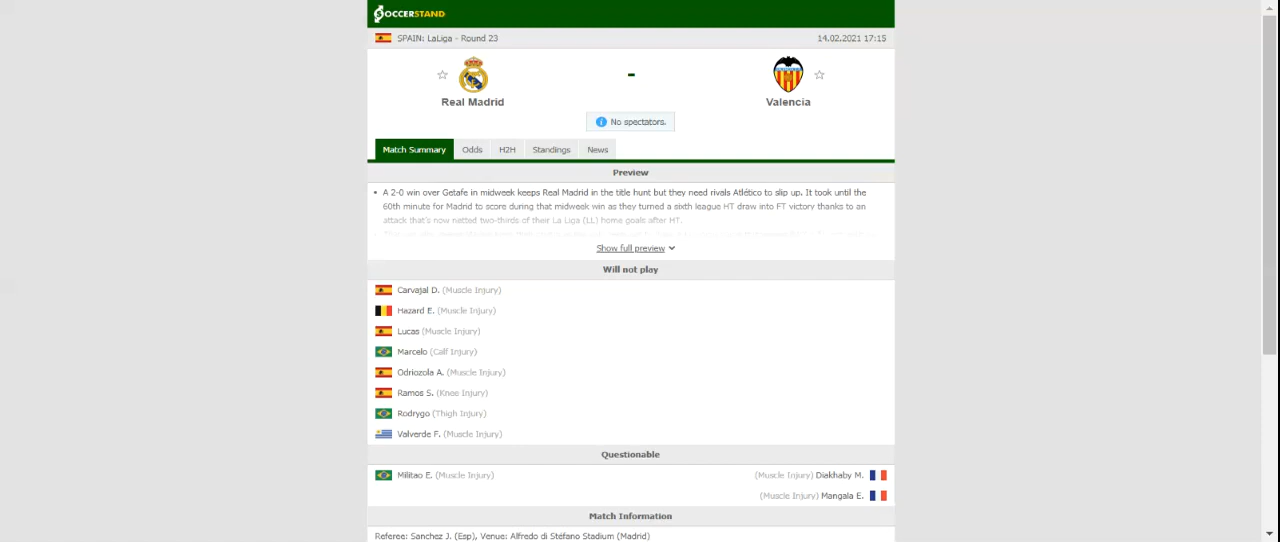 SOCCERSTAND
SPAIN: LaLiga - Round 23
14.02.2021 17:15
-
Real Madrid
Valencia
No spectators.
Match Summary Odds H2H Standings News
Preview
• A 2-0 win over Getafe in midweek keeps Real Madrid in the title hunt but they need rivals Atlético to slip up. It took until the
60th minute for Madrid to score during that midweek win as they turned a sixth league HT draw into FT victory thanks to an
attack that's now netted two-thirds of their La Liga (LL) home goals after HT.
Show full preview
Will not play
Carvajal D. (Muscle Injury)
Hazard E. (Muscle Injury)
Lucas (Muscle Injury)
Marcelo (Calf Injury)
Odriozola A. (Muscle Injury)
Ramos S. (Knee Injury)
Rodrygo (Thigh Injury)
Valverde F. (Muscle Injury)
Questionable
Militao E. (Muscle Injury)
(Muscle Injury) Diakhaby M.
(Muscle Injury) Mangala E.
Match Information
Referee: Sanchez J. (Esp), Venue: Alfredo di Stéfano Stadium (Madrid)